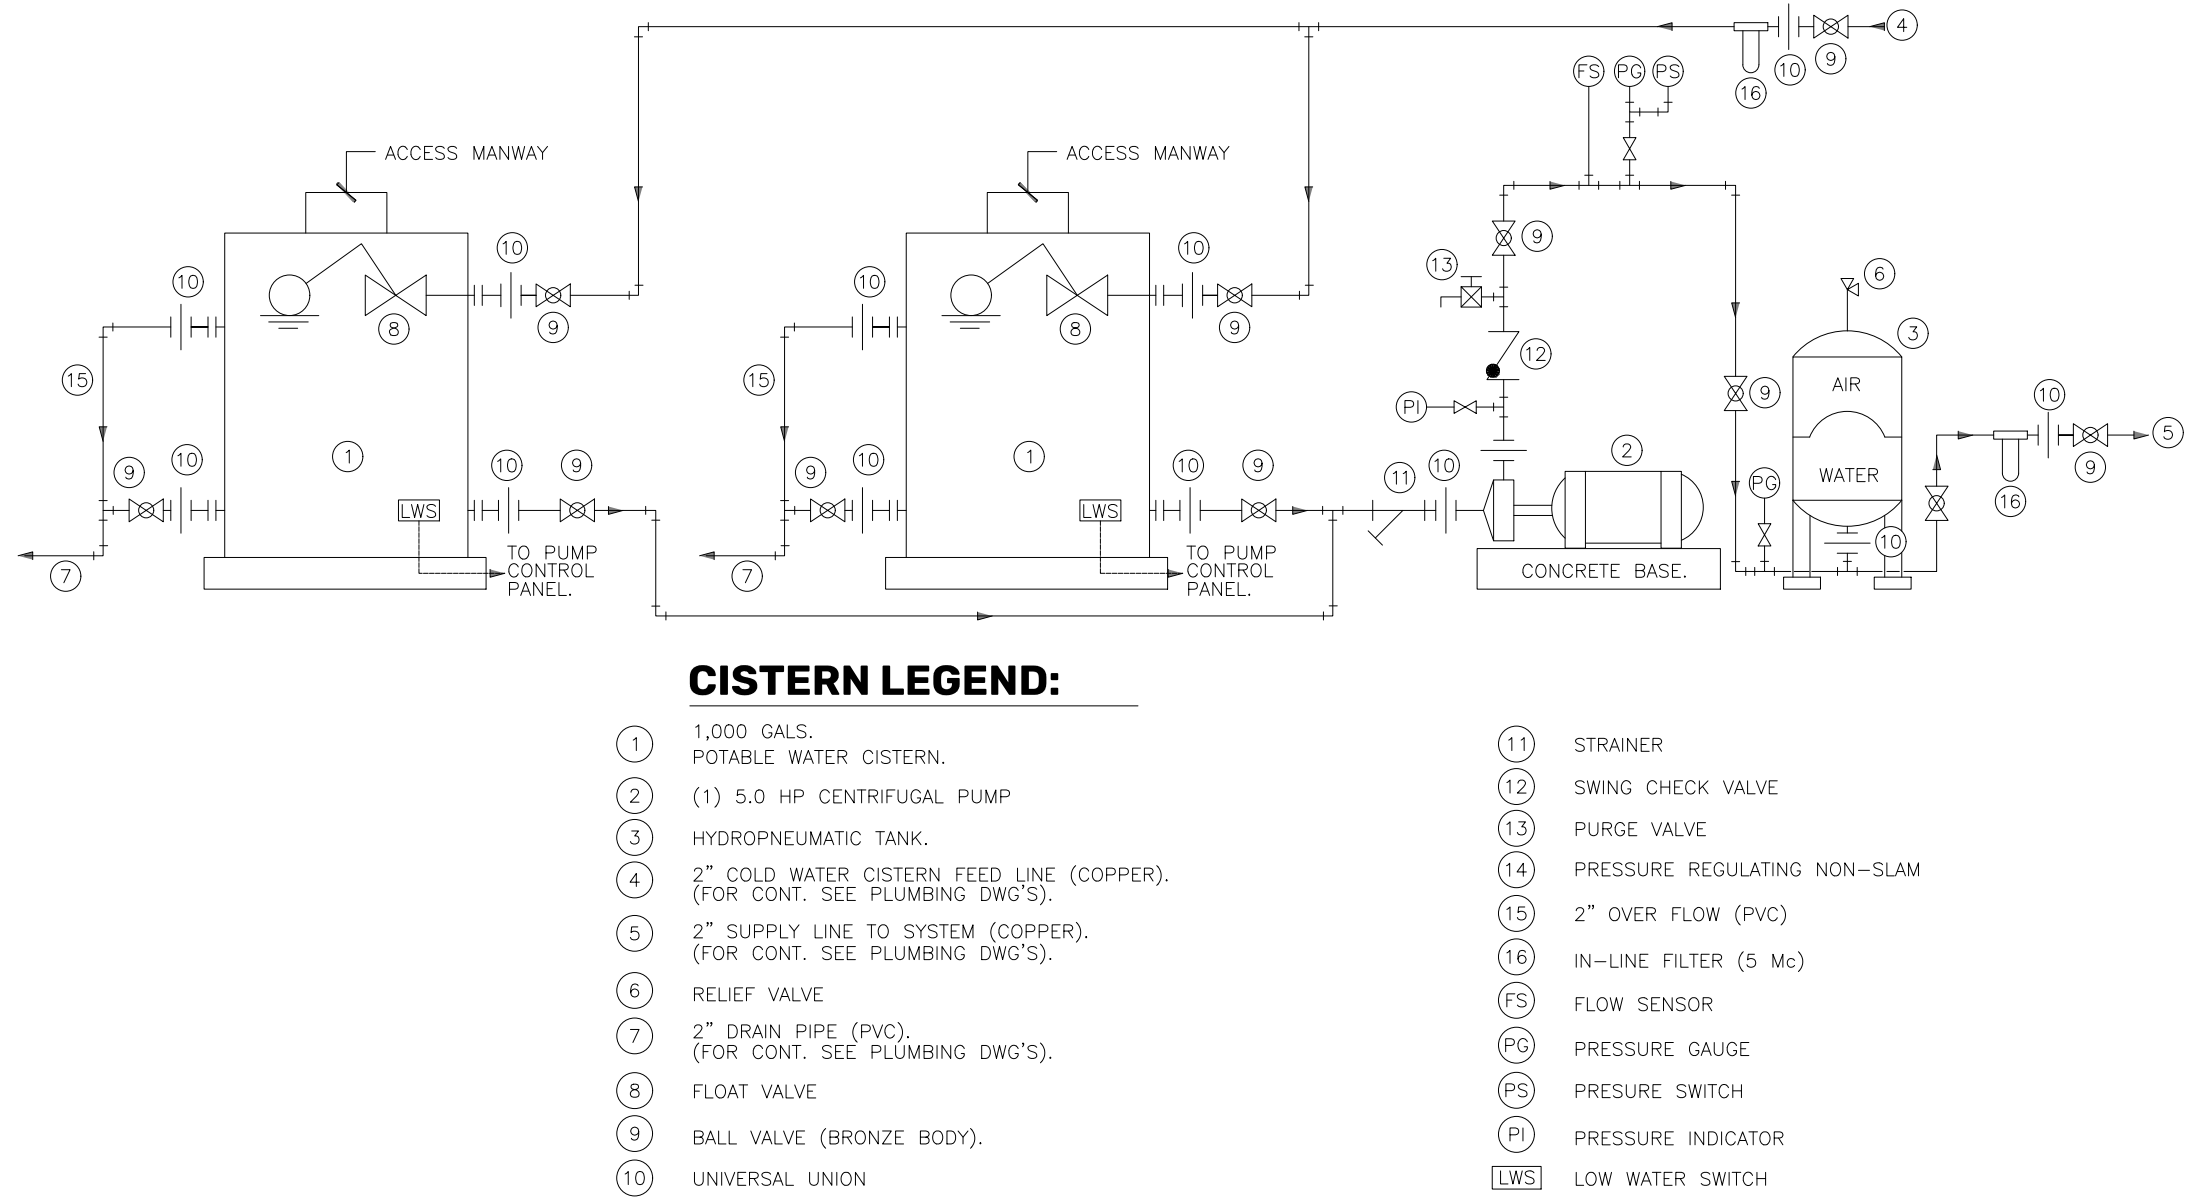 4
10
9
16
FS
PG
PS
ACCESS MANWAY
ACCESS MANWAY
10
10
10
10
8
9
8
9
15
15
9
13
12
PI
6
3
9
AIR
WATER
10
9
5
16
1
1
9
10
10
9
9
10
10
9
11
10
2
PG
10
LWS
LWS
7
7
TO PUMP
CONTROL
PANEL.
TO PUMP
CONTROL
PANEL.
CONCRETE BASE.
CISTERN LEGEND:
1 1,000 GALS.
POTABLE WATER CISTERN.
2 (1) 5.0 HP CENTRIFUGAL PUMP
3 HYDROPNEUMATIC TANK.
4 2” COLD WATER CISTERN FEED LINE (COPPER).
(FOR CONT. SEE PLUMBING DWG'S).
5 2” SUPPLY LINE TO SYSTEM (COPPER).
(FOR CONT. SEE PLUMBING DWG'S).
6 RELIEF VALVE
7 2” DRAIN PIPE (PVC).
(FOR CONT. SEE PLUMBING DWG'S).
8 FLOAT VALVE
9 BALL VALVE (BRONZE BODY).
10 UNIVERSAL UNION
11 STRAINER
12 SWING CHECK VALVE
13 PURGE VALVE
14 PRESSURE REGULATING NON-SLAM
15 2” OVER FLOW (PVC)
16 IN-LINE FILTER (5 Mc)
FS FLOW SENSOR
PG PRESSURE GAUGE
PS PRESURE SWITCH
PI PRESSURE INDICATOR
LWS LOW WATER SWITCH